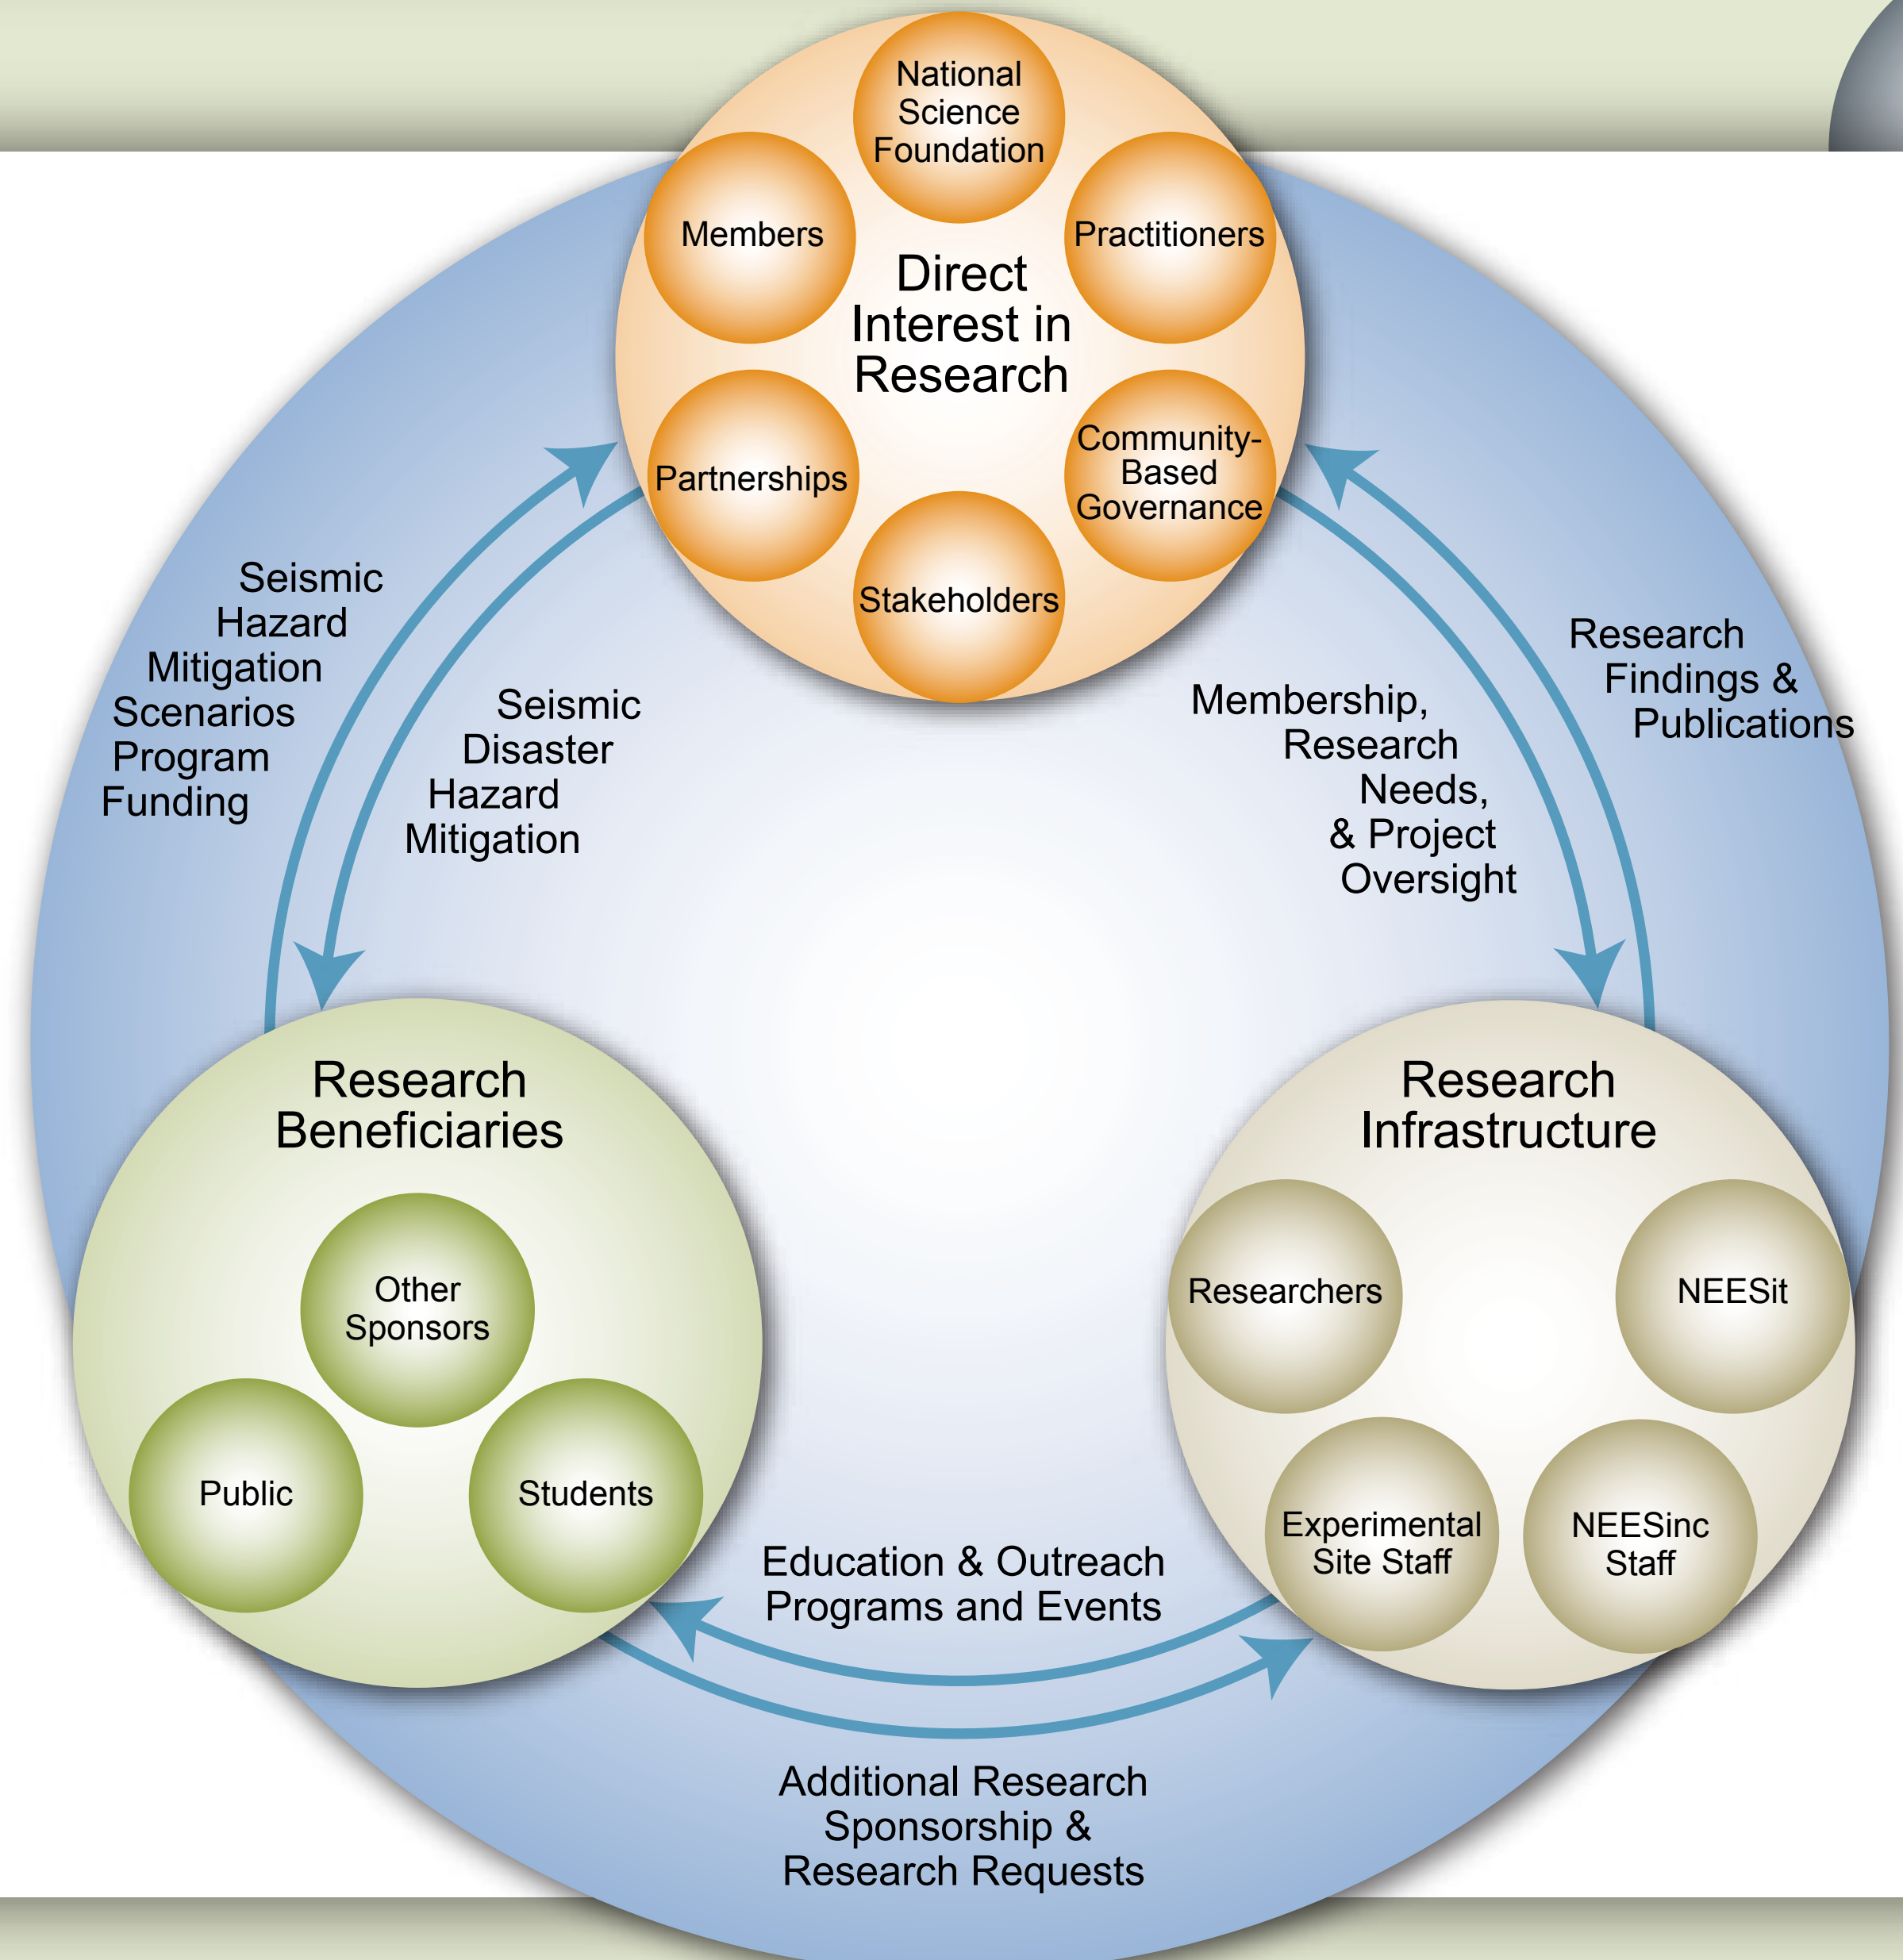 National
Science
Foundation
Members
Practitioners
Direct
Interest in
Research
Partnerships
Community-
Based
Governance
Stakeholders
Seismic
Hazard
Mitigation
Scenarios
Program
Funding
Seismic
Disaster
Hazard
Mitigation
Membership,
Research
Needs,
& Project
Oversight
Research
Findings &
Publications
Research
Beneficiaries
Other
Sponsors
Public
Students
Research
Infrastructure
Researchers
NEESit
Experimental
Site Staff
NEESinc
Staff
Education & Outreach
Programs and Events
Additional Research
Sponsorship &
Research Requests